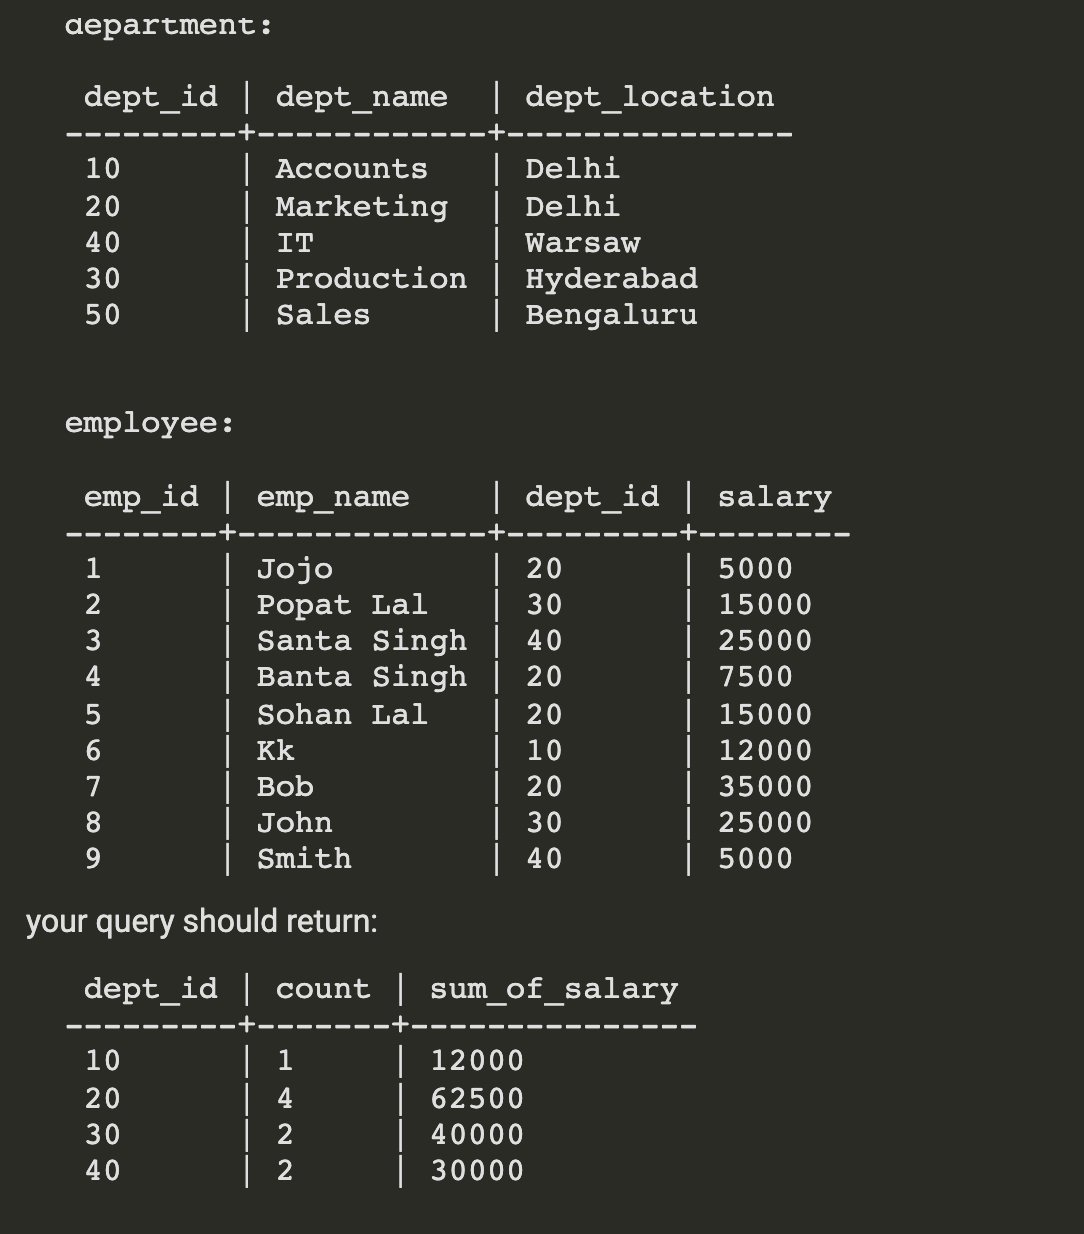 department:
dept_id | dept_name | dept_location
---------+------------+---------------
10 | Accounts | Delhi
20 | Marketing | Delhi
40 | IT | Warsaw
30 | Production | Hyderabad
50 | Sales | Bengaluru
employee:
emp_id | emp_name | dept_id | salary
--------+-------------+---------+--------
1 | Jojo | 20 | 5000
2 | Popat Lal | 30 | 15000
3 | Santa Singh | 40 | 25000
4 | Banta Singh | 20 | 7500
5 | Sohan Lal | 20 | 15000
6 | Kk | 10 | 12000
7 | Bob | 20 | 35000
8 | John | 30 | 25000
9 | Smith | 40 | 5000
your query should return:
dept_id | count | sum_of_salary
---------+-------+---------------
10 | 1 | 12000
20 | 4 | 62500
30 | 2 | 40000
40 | 2 | 30000